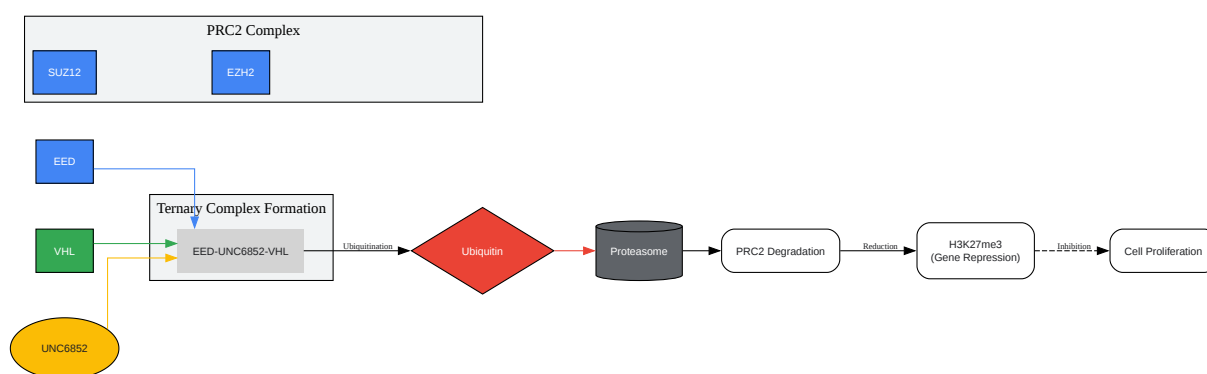 PRC2 Complex
SUZ12
EZH2
EED
Ternary Complex Formation
VHL
EED-UNC6852-VHL
Ubiquitination
Ubiquitin
Proteasome
PRC2 Degradation
Reduction
H3K27me3
(Gene Repression)
Inhibition
Cell Proliferation
UNC6852